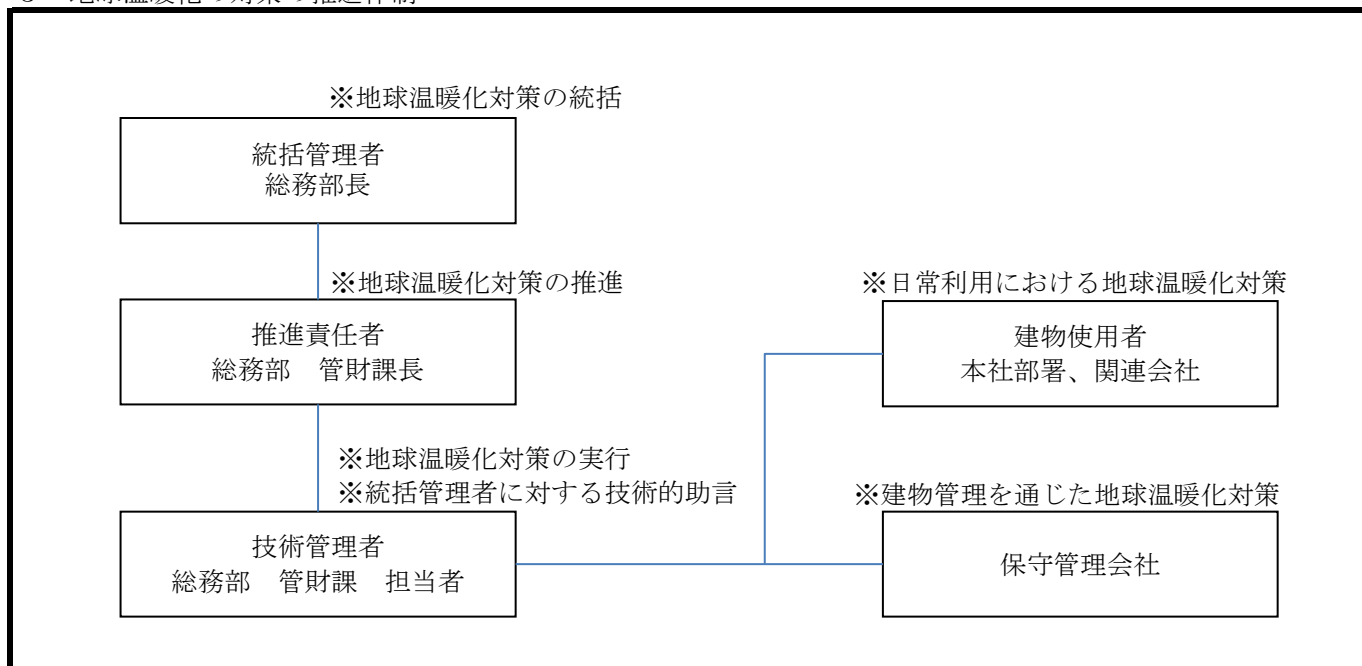 ※地球温暖化対策の統括
統括管理者
総務部長
※地球温暖化対策の推進
推進責任者
総務部　管財課長
※地球温暖化対策の実行
※統括管理者に対する技術的助言
技術管理者
総務部　管財課　担当者
※日常利用における地球温暖化対策
建物使用者
本社部署、関連会社
※建物管理を通じた地球温暖化対策
保守管理会社